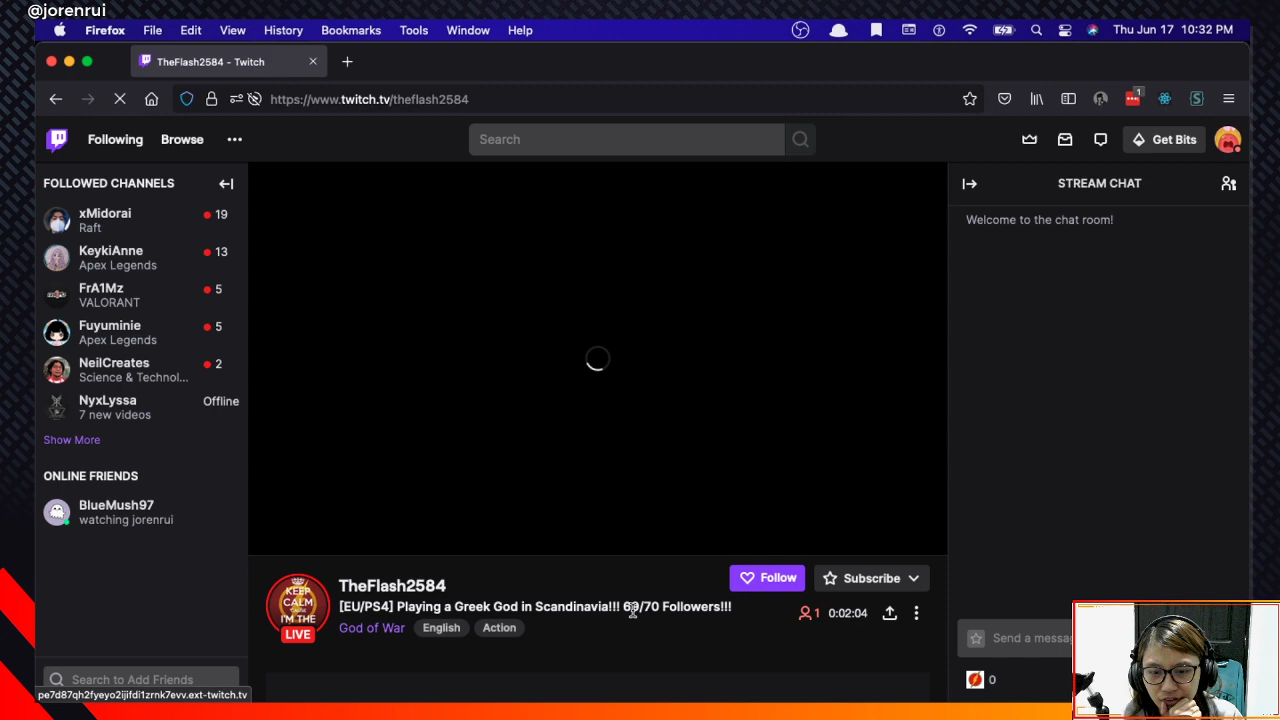 @jorenrui
Firefox File Edit View History Bookmarks Tools Window Help Thu Jun 17 10:32 PM
TheFlash2584 - Twitch
https://www.twitch.tv/theflash2584
1
Following Browse Search Get Bits
FOLLOWED CHANNELS
xMidorai 19
Raft
KeykiAnne 13
Apex Legends
FrA1Mz 5
VALORANT
Fuyuminie 5
Apex Legends
NeilCreates 2
Science & Technol...
NyxLyssa Offline
7 new videos
Show More
ONLINE FRIENDS
BlueMush97
watching jorenrui
Search to Add Friends
pe7d87qh2fyeyo2ijifdi1zrnk7evv.ext-twitch.tv
STREAM CHAT
Welcome to the chat room!
KEEP
CALM
I'M THE
LIVE
TheFlash2584
Follow Subscribe
[EU/PS4] Playing a Greek God in Scandinavia!!! 69/70 Followers!!!
1 0:02:04
God of War English Action
Send a messag
0